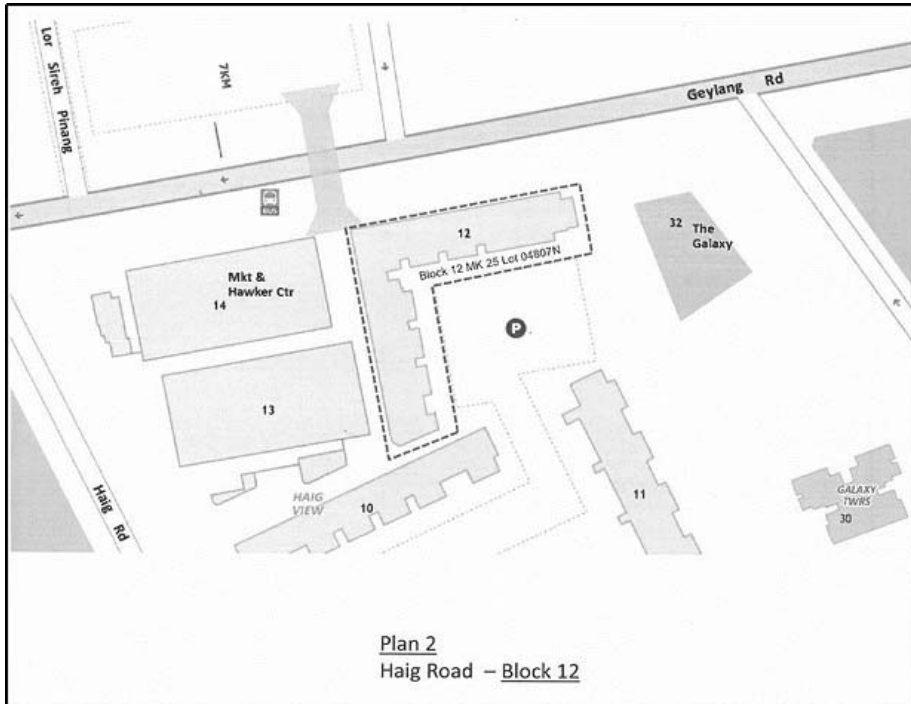 Lor Sireh Pinang
7KM
Geylang Rd
BUS
12
Block 12 MK 25 Lot 04807N
32
The
Galaxy
Mkt &
Hawker Ctr
14
P
13
HAIG
VIEW
10
11
GALAXY
TWRS
30
Haig Rd
Plan 2
Haig Road – Block 12